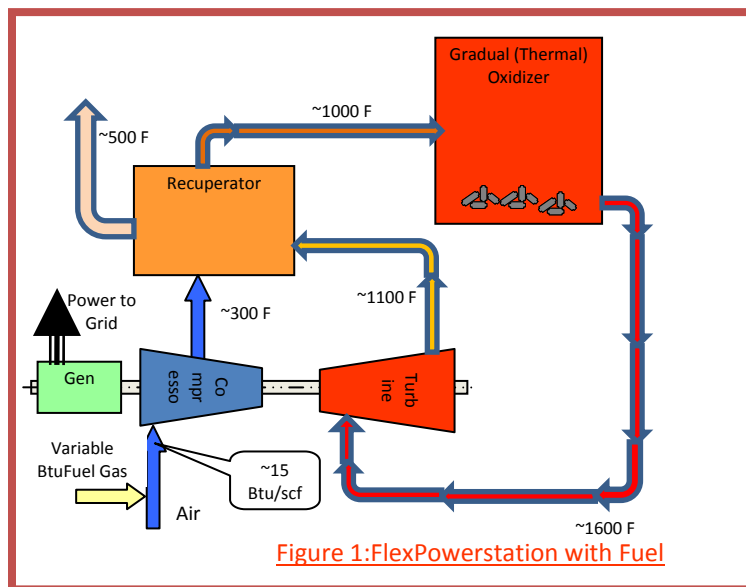 Gradual (Thermal)
Oxidizer
~1000 F
~500 F
Recuperator
~300 F
~1100 F
Power to
Grid
Gen
Co
mpr
esso
Turb
ine
Variable
BtuFuel Gas
~15
Btu/scf
Air
~1600 F
Figure 1:FlexPowerstation with Fuel